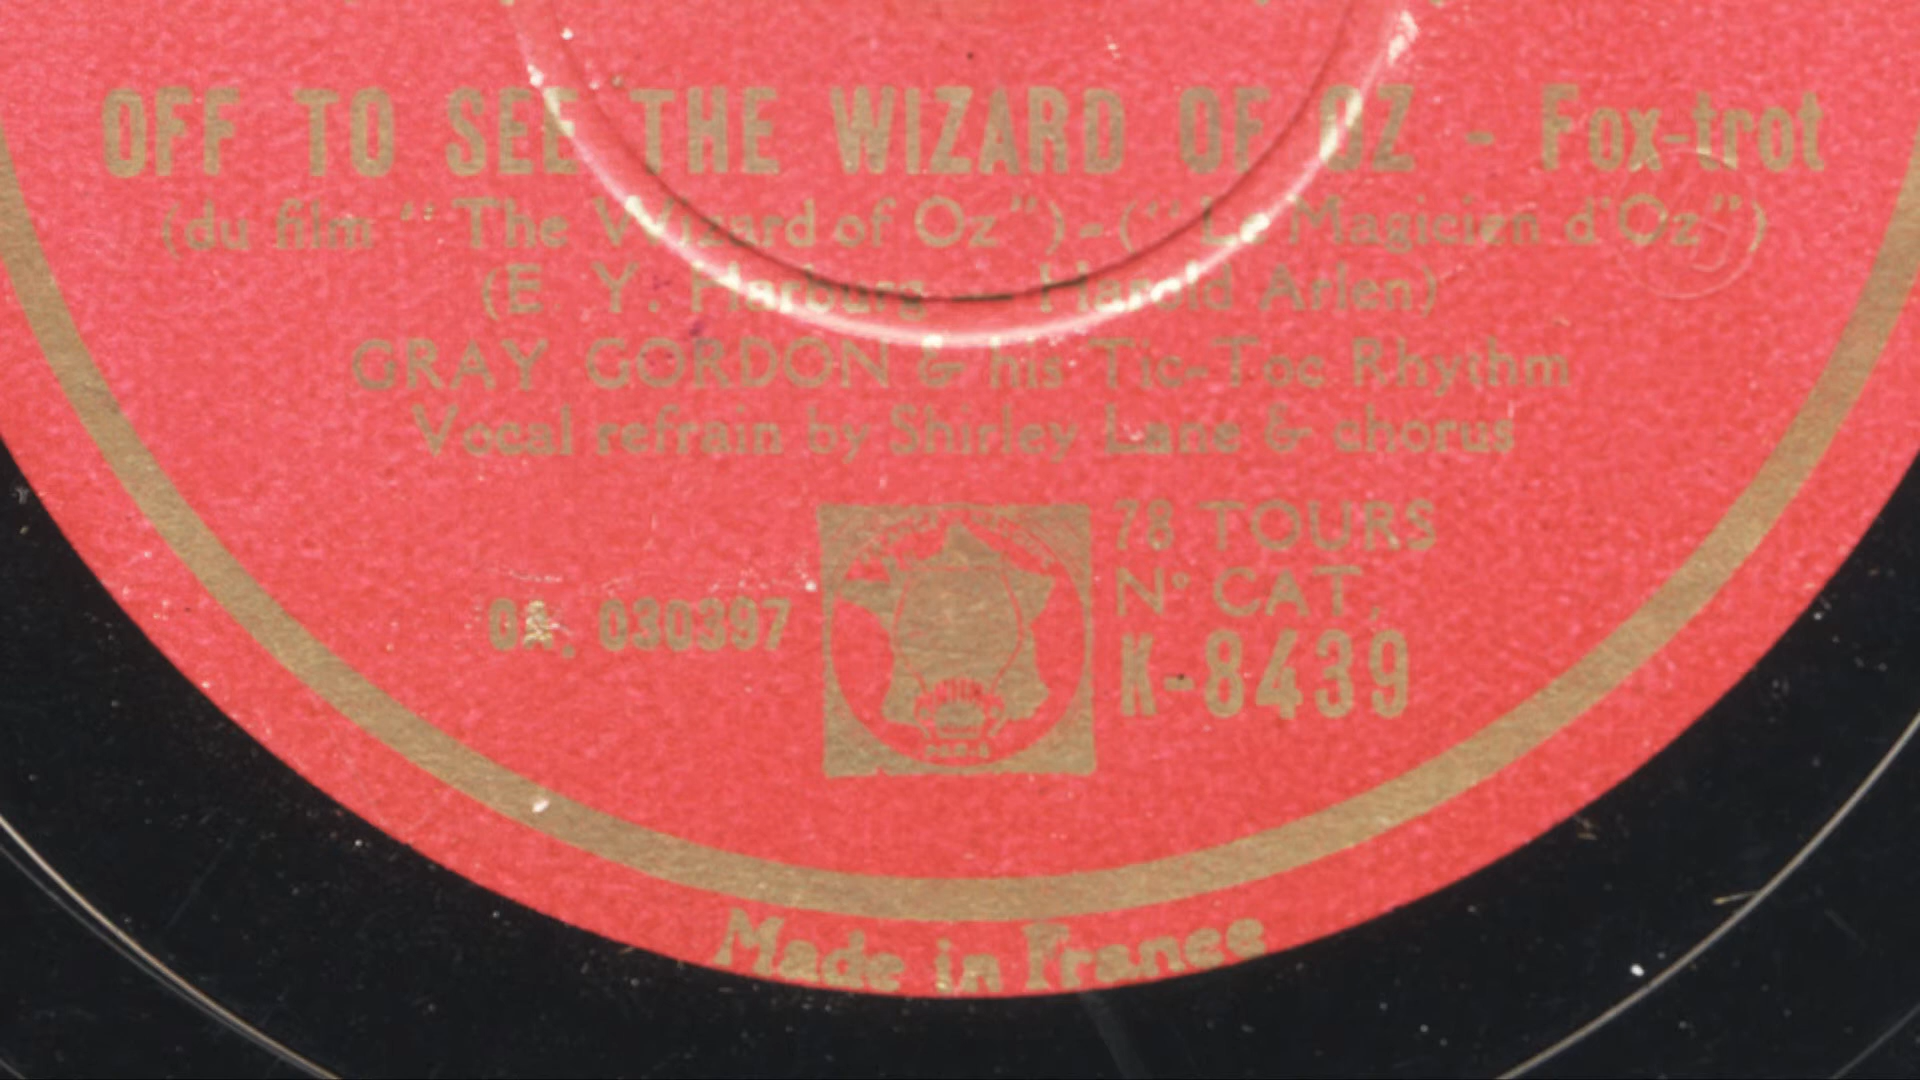 OFF TO SEE THE WIZARD OF OZ - Fox-trot
(du film "The Wizard of Oz")-("Le Magicien d'Oz")
(E. Y. Harburg — Harold Arlen)
GRAY GORDON & his Tic-Toc Rhythm
Vocal refrain by Shirley Lane & chorus
78 TOURS
Nº CAT.
030397
K-8439
Made in France